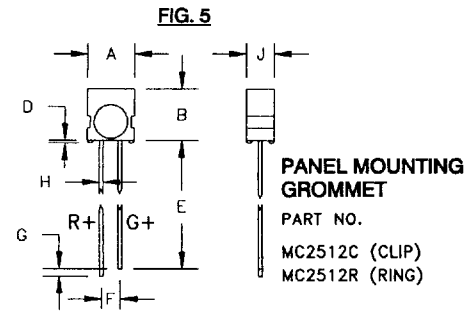 FIG. 5
A
J
D
B
H
E
R+ G+
G
F
PANEL MOUNTING
GROMMET
PART NO.
MC2512C (CLIP)
MC2512R (RING)